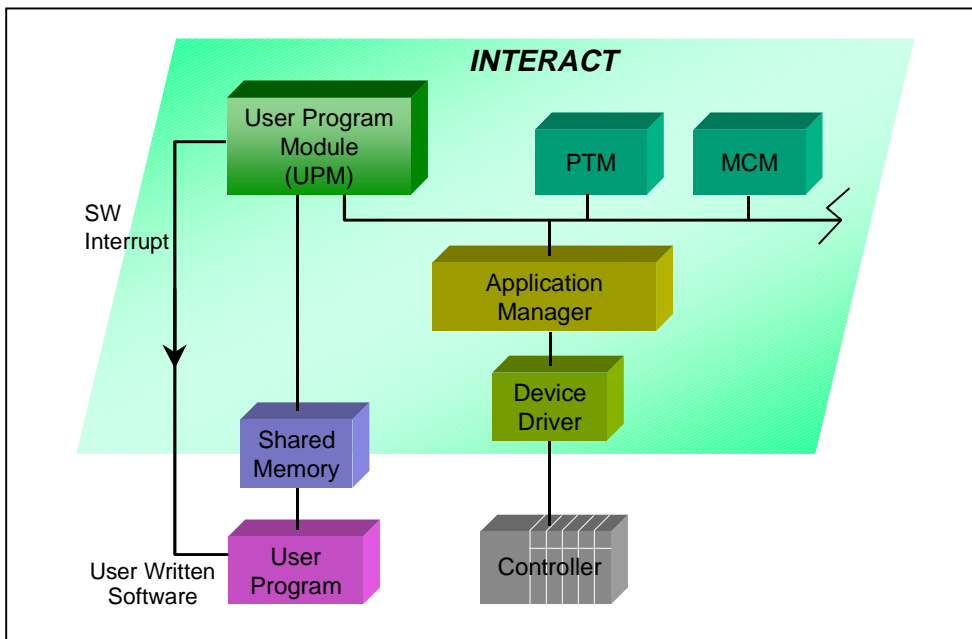 INTERACT
User Program
Module
(UPM)
PTM
MCM
SW
Interrupt
Application
Manager
Device
Driver
Shared
Memory
User
Program
Controller
User Written
Software